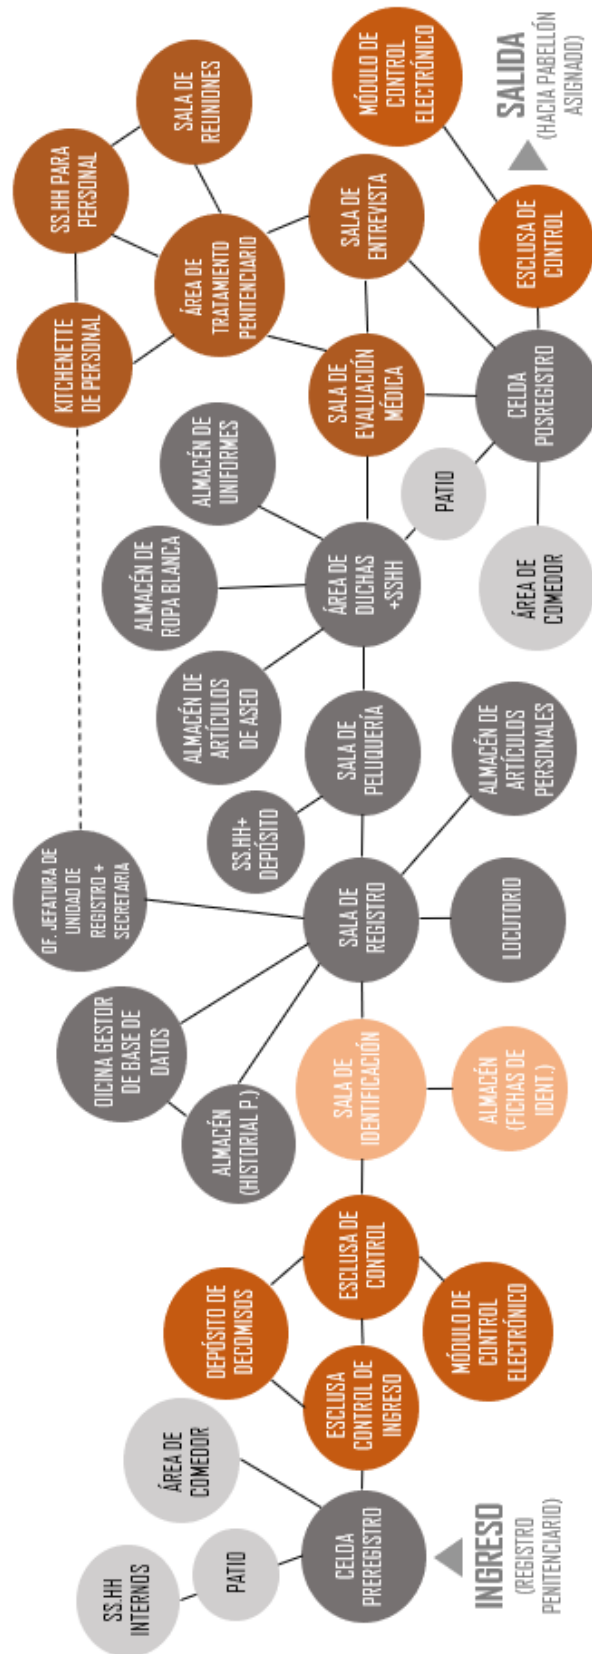 SS.HH
INTERNOS
PATIO
ÁREA DE
COMEDOR
CELDA
PREREGISTRO
INGRESO
(REGISTRO
PENITENCIARIO)
DEPÓSITO DE
DECOMISOS
ESCLUSA
CONTROL DE
INGRESO
ESCLUSA DE
CONTROL
MÓDULO DE
CONTROL
ELECTRÓNICO
OICINA GESTOR
DE BASE DE
DATOS
ALMACÉN
(HISTORIAL P.)
SALA DE
IDENTIFICACIÓN
ALMACÉN
(FICHAS DE
IDENT.)
OF. JEFATURA DE
UNIDAD DE
REGISTRO +
SECRETARIA
SALA DE
REGISTRO
LOCUTORIO
SS.HH+
DEPÓSITO
SALA DE
PELUQUERÍA
ALMACÉN DE
ARTÍCULOS
PERSONALES
ALMACÉN DE
ARTÍCULOS
DE ASEO
ALMACÉN DE
ROPA BLANCA
ALMACÉN DE
UNIFORMES
ÁREA DE
DUCHAS
+SSHH
PATIO
ÁREA DE
COMEDOR
KITCHENETTE
DE PERSONAL
SS.HH PARA
PERSONAL
SALA DE
REUNIONES
ÁREA DE
TRATAMIENTO
PENITENCIARIO
SALA DE
EVALUACIÓN
MÉDICA
SALA DE
ENTREVISTA
CELDA
POSREGISTRO
ESCLUSA DE
CONTROL
MÓDULO DE
CONTROL
ELECTRÓNICO
SALIDA
(HACIA PABELLÓN
ASIGNADO)